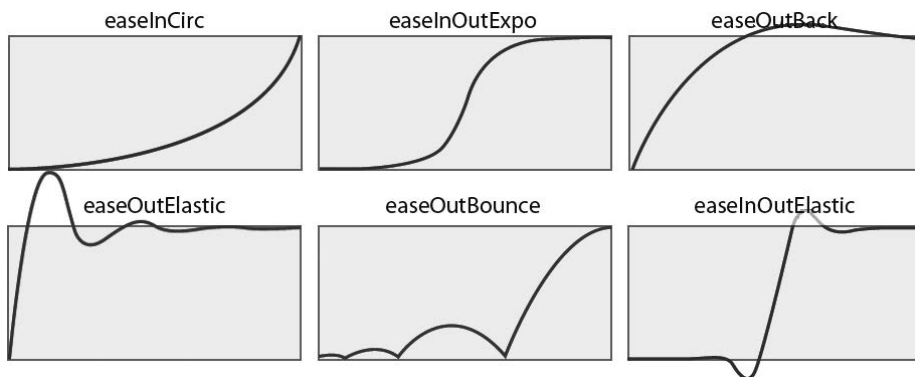 easeInCirc
easeInOutExpo
easeOutBack
easeOutElastic
easeOutBounce
easeInOutElastic